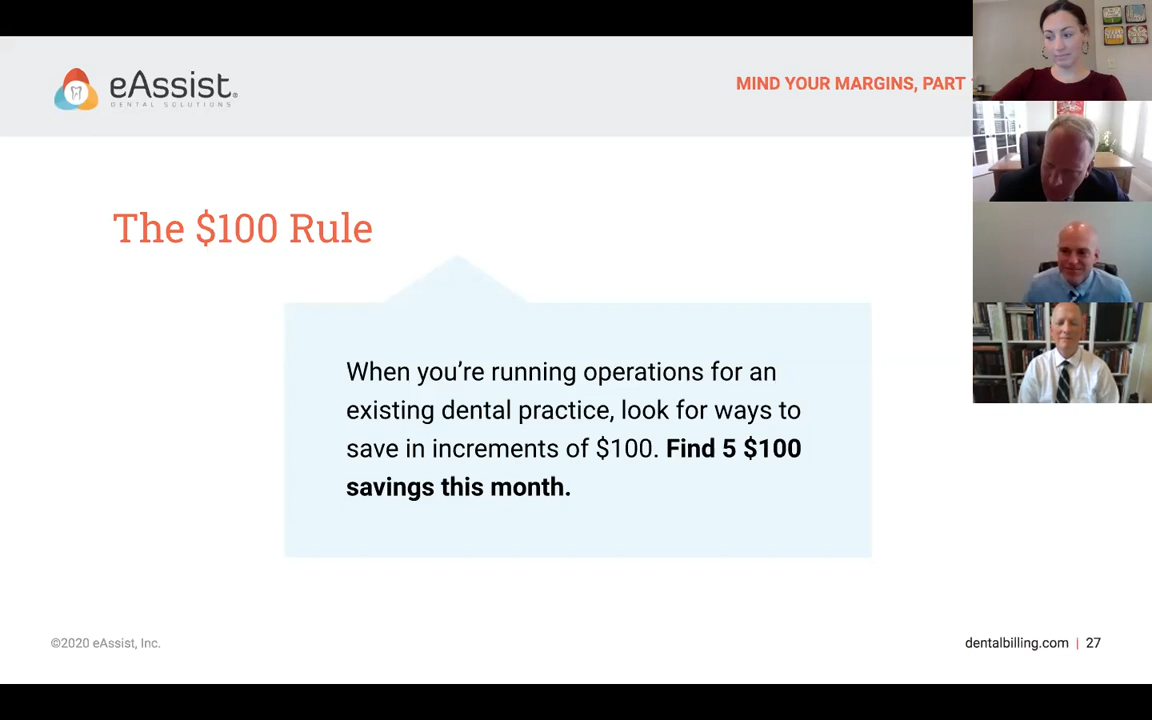 eAssist
DENTAL SOLUTIONS
MIND YOUR MARGINS, PART
The $100 Rule
When you’re running operations for an
existing dental practice, look for ways to
save in increments of $100. Find 5 $100
savings this month.
©2020 eAssist, Inc.
dentalbilling.com | 27